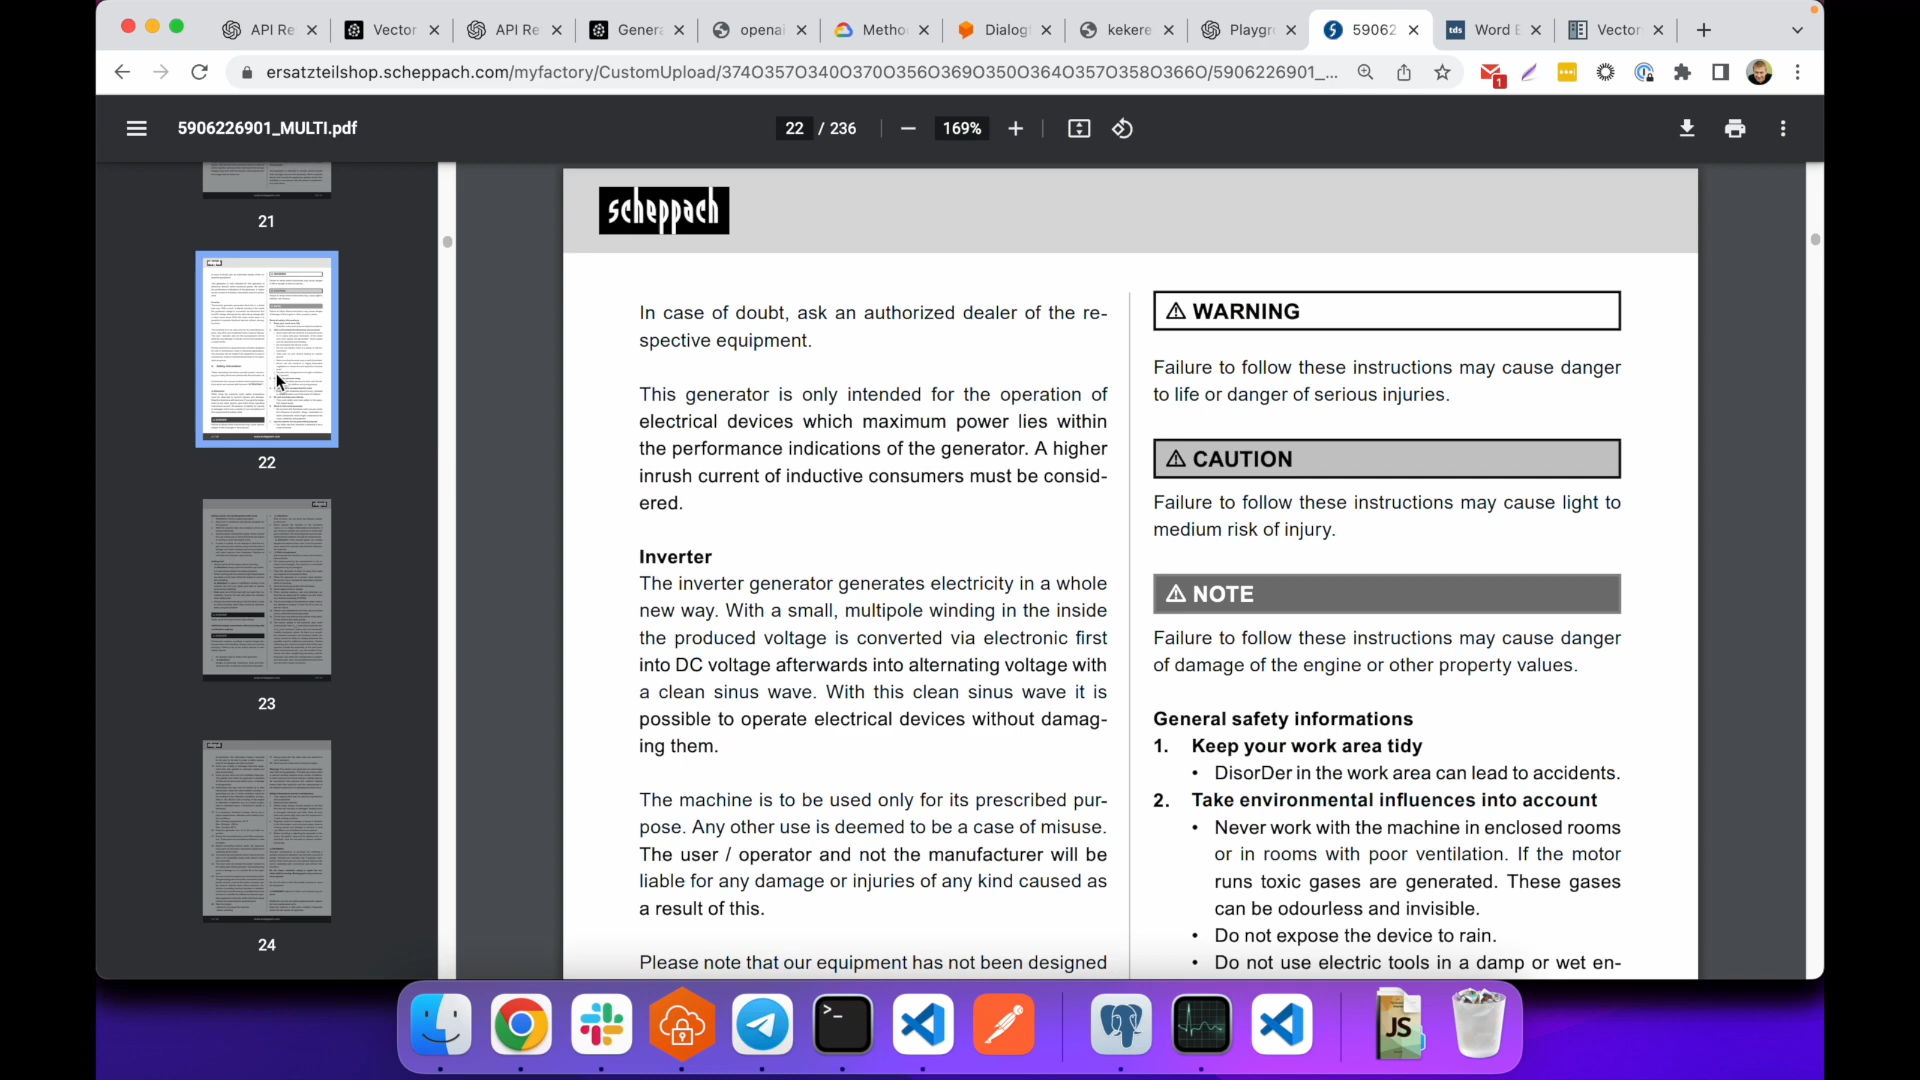 API Re
Vector
API Re
Genera
openai
Metho
Dialog
kekere
Playgr
59062
tds
Word E
Vector
ersatzteilshop.scheppach.com/myfactory/CustomUpload/374O357O340O370O356O369O350O364O357O358O366O/5906226901_...
1
5906226901_MULTI.pdf
22 / 236
169%
21
22
23
24
scheppach
In case of doubt, ask an authorized dealer of the re-
spective equipment.
This generator is only intended for the operation of
electrical devices which maximum power lies within
the performance indications of the generator. A higher
inrush current of inductive consumers must be consid-
ered.
Inverter
The inverter generator generates electricity in a whole
new way. With a small, multipole winding in the inside
the produced voltage is converted via electronic first
into DC voltage afterwards into alternating voltage with
a clean sinus wave. With this clean sinus wave it is
possible to operate electrical devices without damag-
ing them.
The machine is to be used only for its prescribed pur-
pose. Any other use is deemed to be a case of misuse.
The user / operator and not the manufacturer will be
liable for any damage or injuries of any kind caused as
a result of this.
Please note that our equipment has not been designed
WARNING
Failure to follow these instructions may cause danger
to life or danger of serious injuries.
CAUTION
Failure to follow these instructions may cause light to
medium risk of injury.
NOTE
Failure to follow these instructions may cause danger
of damage of the engine or other property values.
General safety informations
1. Keep your work area tidy
• DisorDer in the work area can lead to accidents.
2. Take environmental influences into account
• Never work with the machine in enclosed rooms
or in rooms with poor ventilation. If the motor
runs toxic gases are generated. These gases
can be odourless and invisible.
• Do not expose the device to rain.
• Do not use electric tools in a damp or wet en-
JS